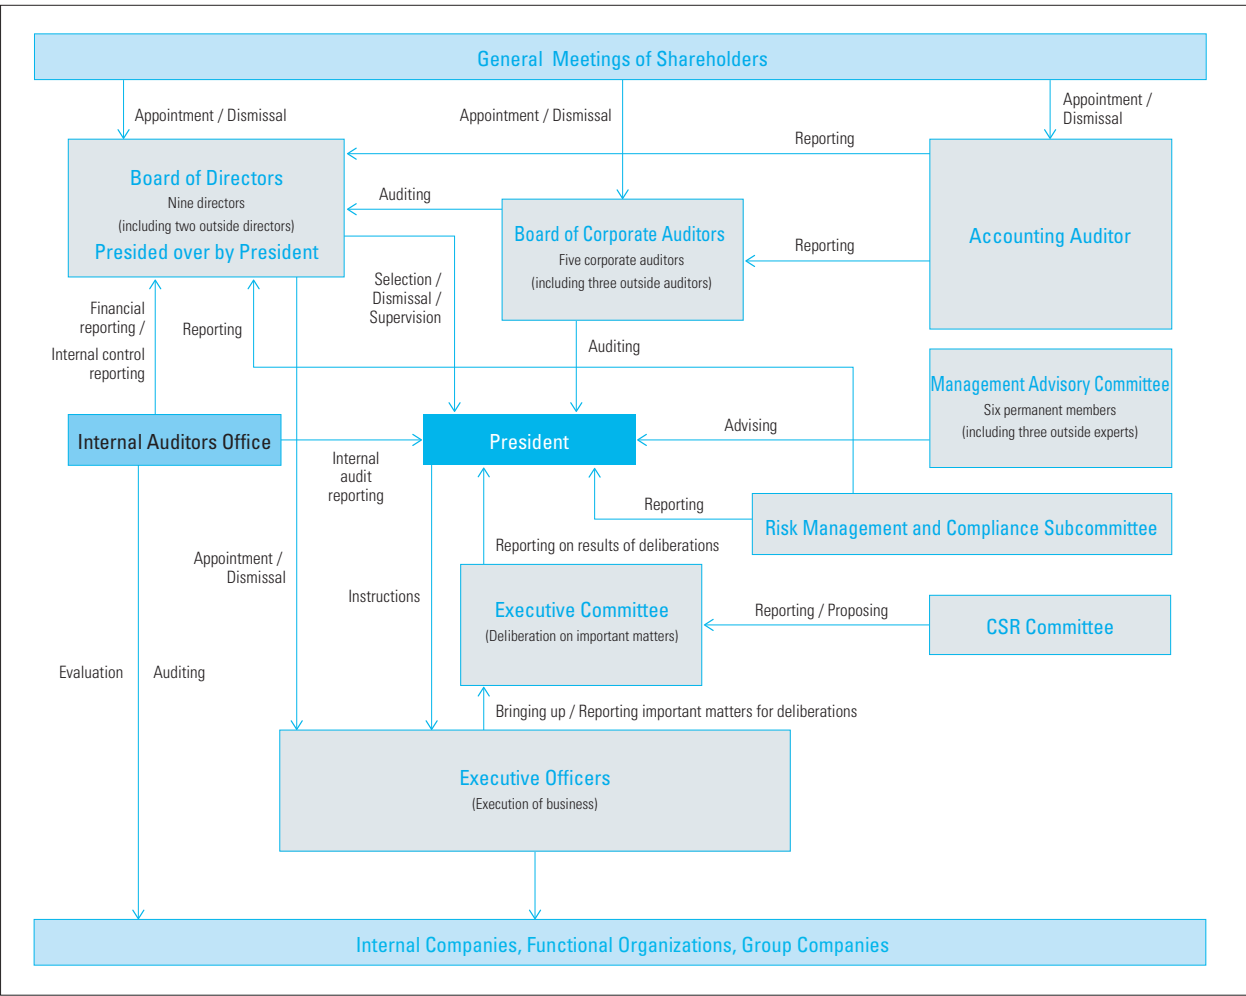 General Meetings of Shareholders
Appointment / Dismissal
Appointment / Dismissal
Appointment /
Dismissal
Reporting
Board of Directors
Nine directors
(including two outside directors)
Presided over by President
Auditing
Board of Corporate Auditors
Five corporate auditors
(including three outside auditors)
Reporting
Accounting Auditor
Selection /
Dismissal /
Supervision
Financial
reporting /
Internal control
reporting
Reporting
Auditing
Management Advisory Committee
Six permanent members
(including three outside experts)
Internal Auditors Office
President
Advising
Internal
audit
reporting
Reporting
Risk Management and Compliance Subcommittee
Reporting on results of deliberations
Appointment /
Dismissal
Instructions
Executive Committee
(Deliberation on important matters)
Reporting / Proposing
CSR Committee
Evaluation
Auditing
Bringing up / Reporting important matters for deliberations
Executive Officers
(Execution of business)
Internal Companies, Functional Organizations, Group Companies